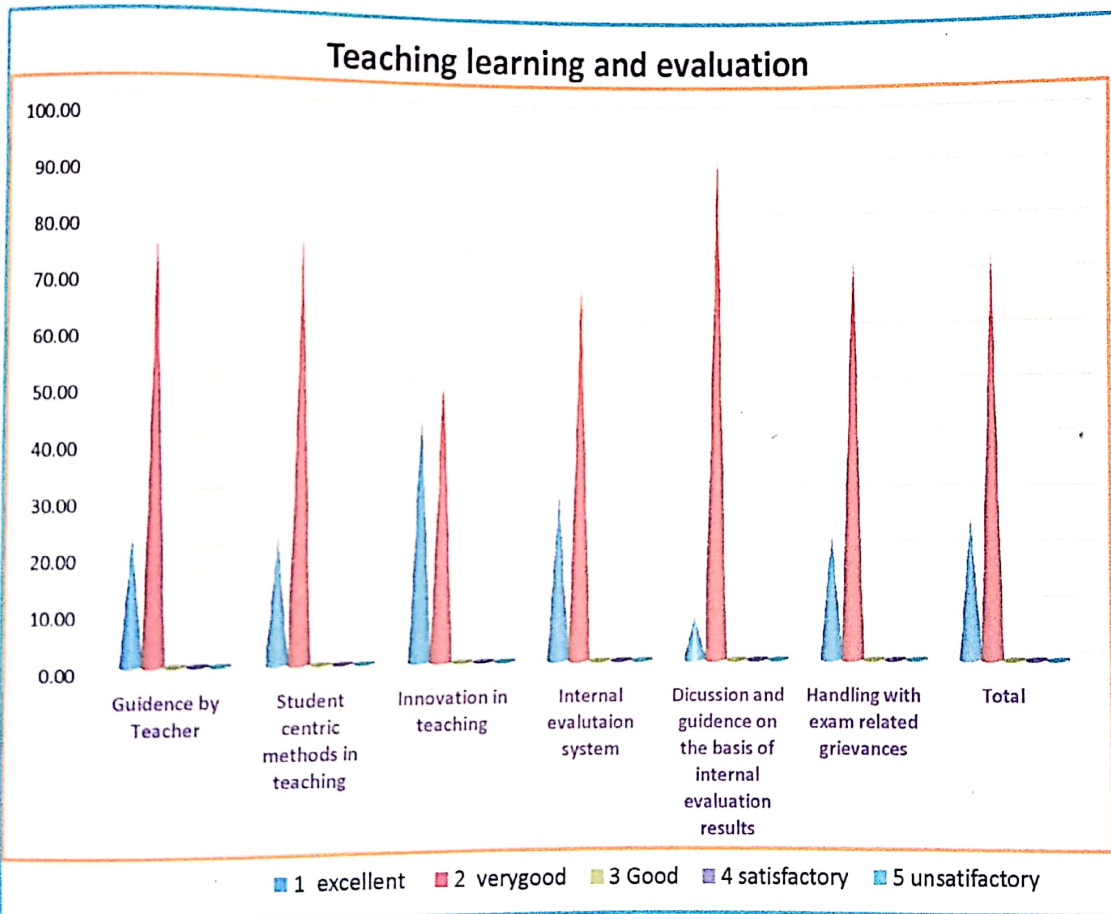 Teaching learning and evaluation
100.00
90.00
80.00
70.00
60.00
50.00
40.00
30.00
20.00
10.00
0.00
Guidence by
Teacher
Student
centric
methods in
teaching
Innovation in
teaching
Internal
evalutaion
system
Dicussion and
guidence on
the basis of
internal
evaluation
results
Handling with
exam related
grievances
Total
1 excellent 2 verygood 3 Good 4 satisfactory 5 unsatifactory